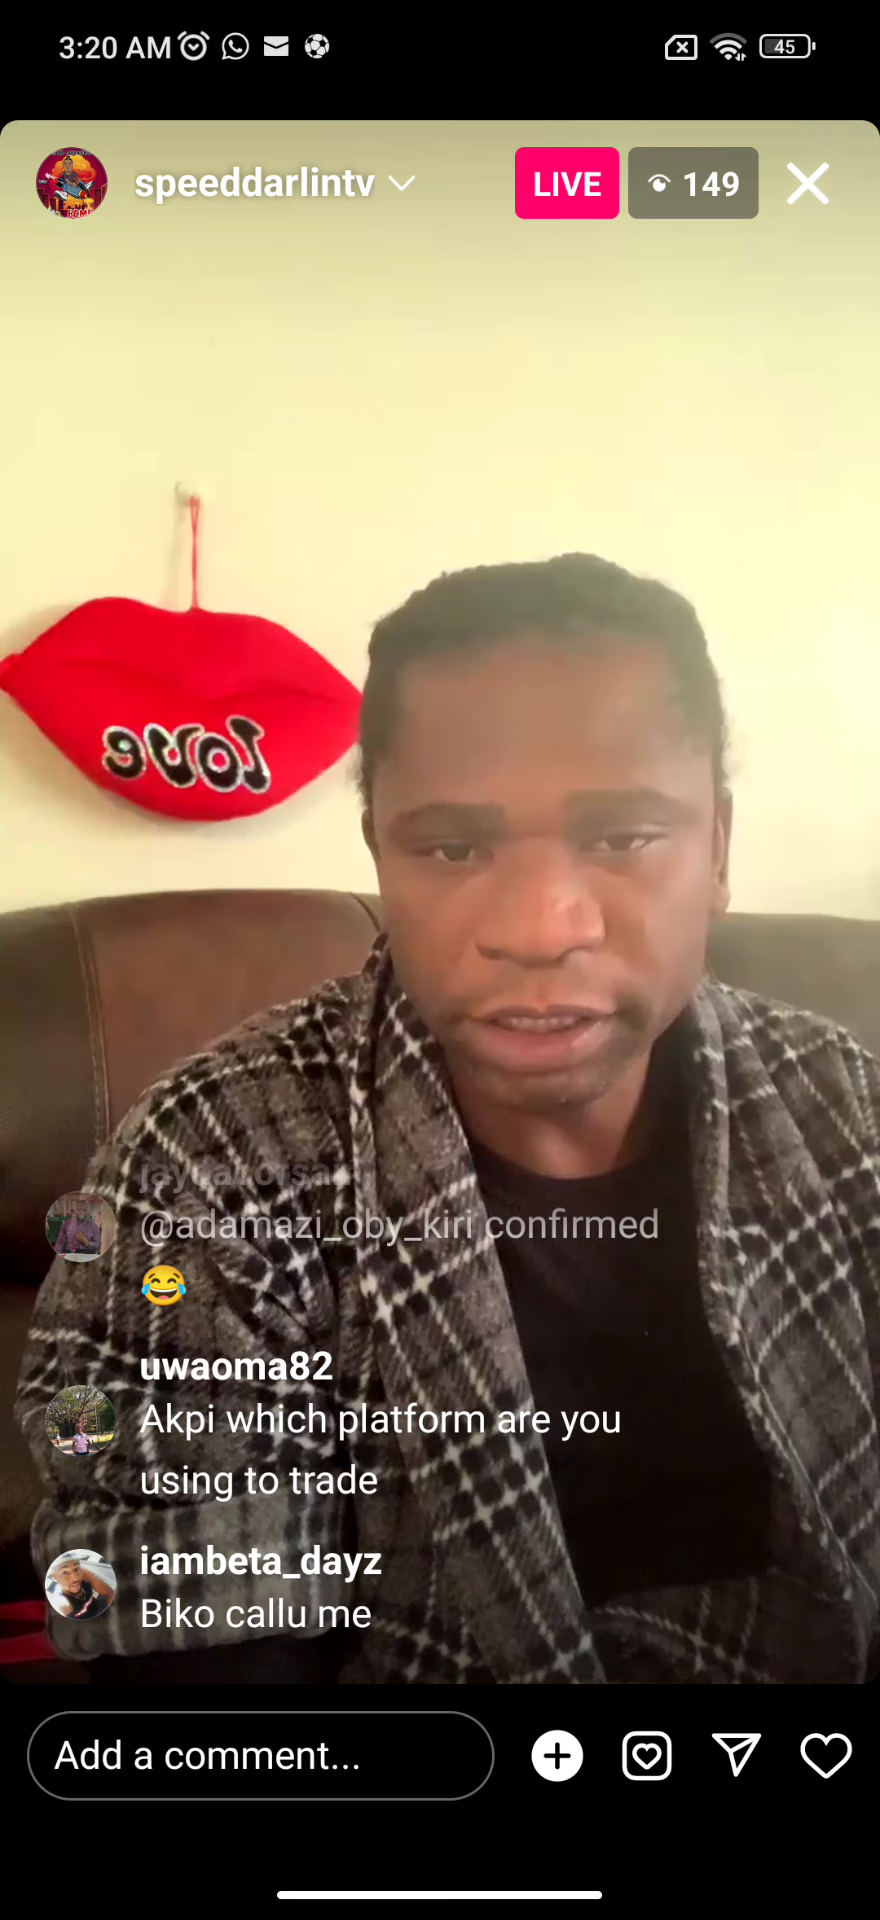 3:20 AM
45
speeddarlintv
LIVE
149
love
@adamazi_oby_kiri confirmed
😂
uwaoma82
Akpi which platform are you
using to trade
iambeta_dayz
Biko callu me
Add a comment...